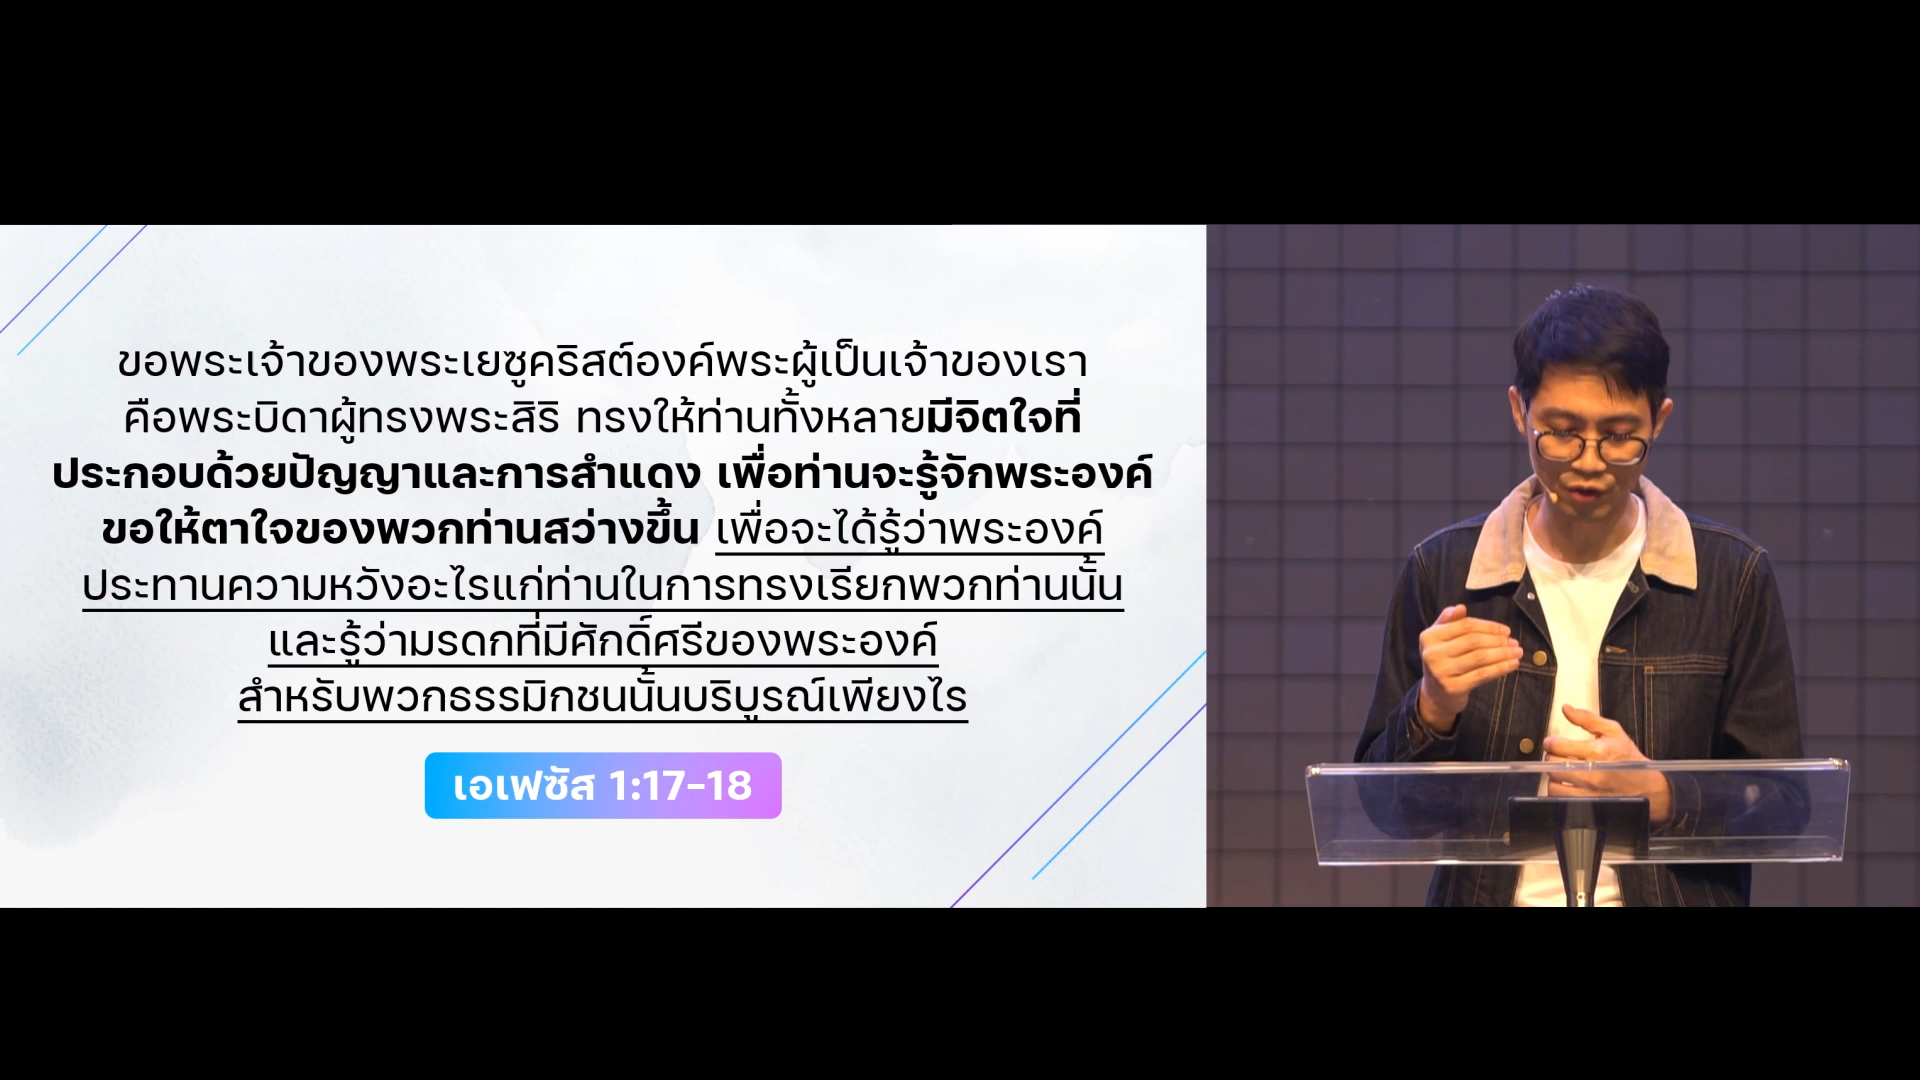 ขอพระเจ้าของพระเยซูคริสต์องค์พระผู้เป็นเจ้าของเรา
คือพระบิดาผู้ทรงพระสิริ ทรงให้ท่านทั้งหลายมีจิตใจที่
ประกอบด้วยปัญญาและการสำแดง เพื่อท่านจะรู้จักพระองค์
ขอให้ตาใจของพวกท่านสว่างขึ้น เพื่อจะได้รู้ว่าพระองค์
ประทานความหวังอะไรแก่ท่านในการทรงเรียกพวกท่านนั้น
และรู้ว่ามรดกที่มีศักดิ์ศรีของพระองค์
สำหรับพวกธรรมิกชนนั้นบริบูรณ์เพียงไร
เอเฟซัส 1:17-18